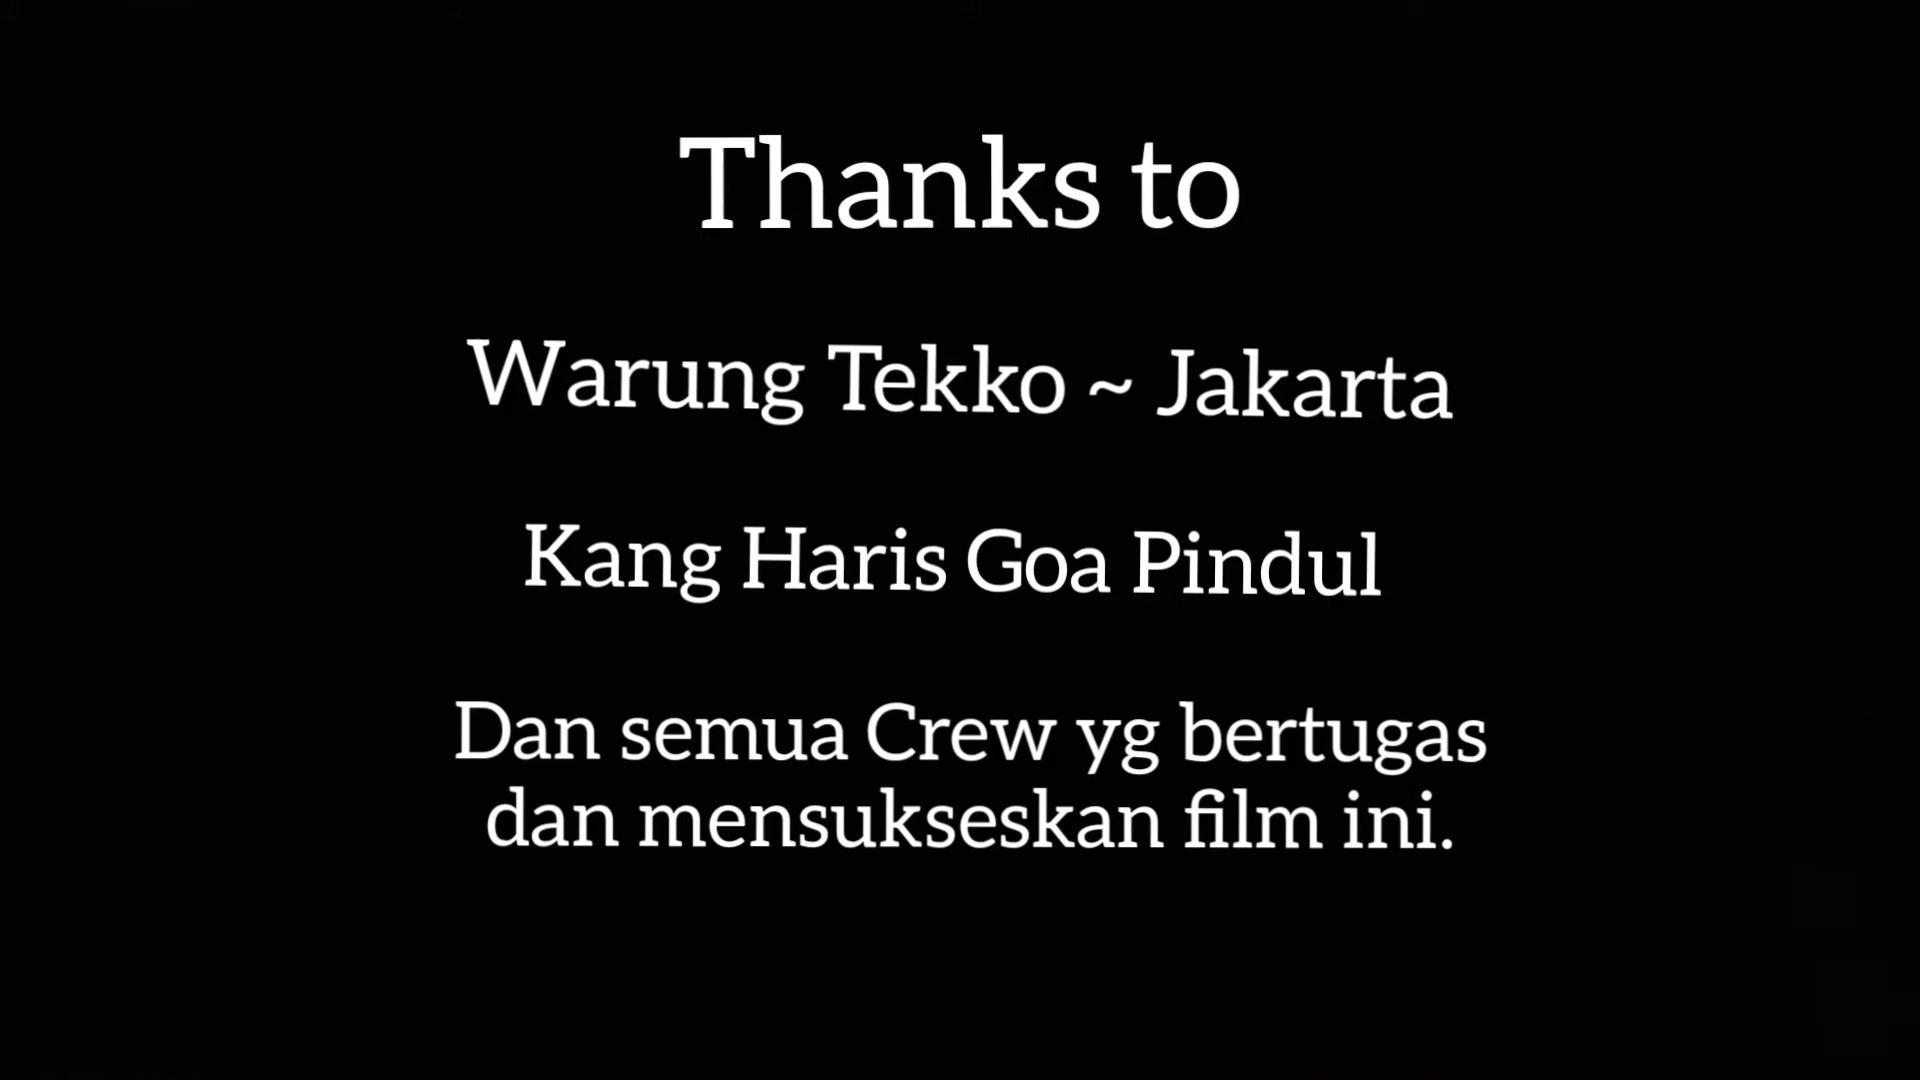 Thanks to
Warung Tekko ~ Jakarta
Kang Haris Goa Pindul
Dan semua Crew yg bertugas
dan mensukseskan film ini.